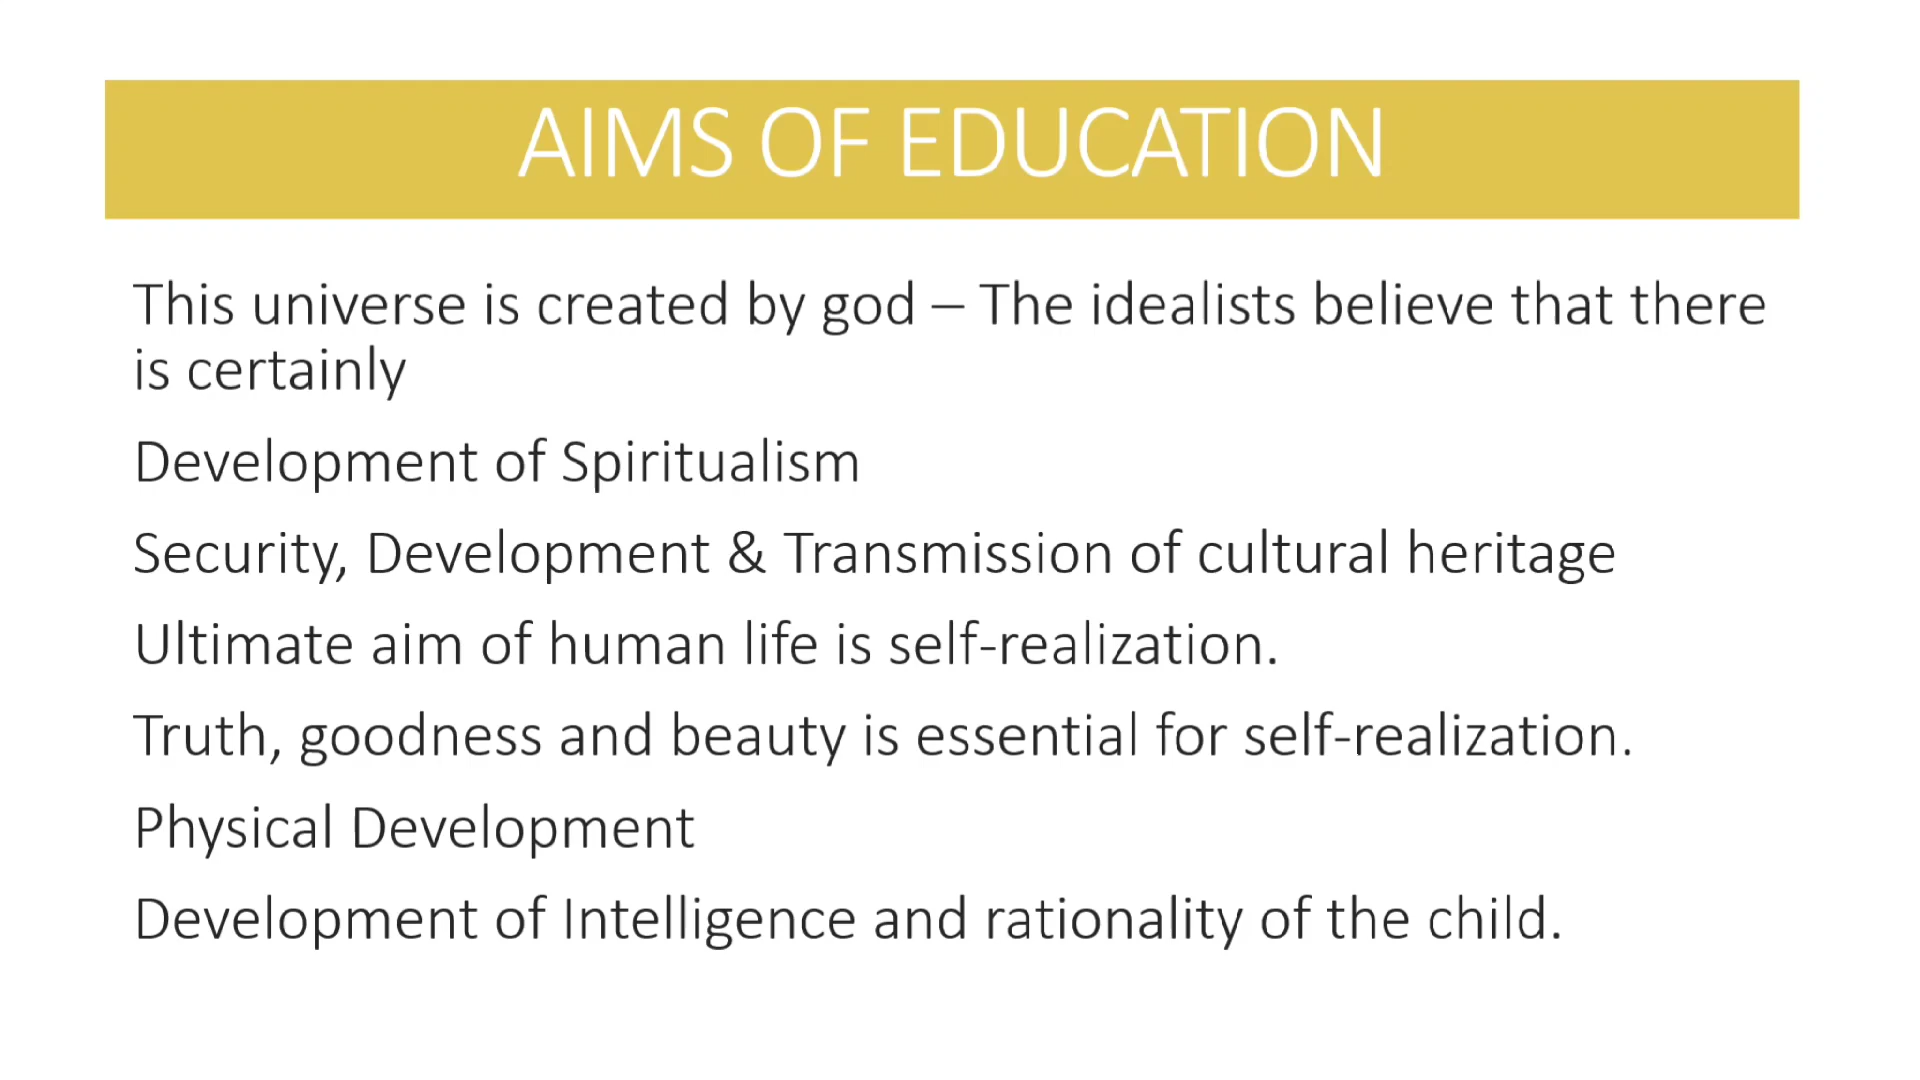 AIMS OF EDUCATION
This universe is created by god – The idealists believe that there
is certainly
Development of Spiritualism
Security, Development & Transmission of cultural heritage
Ultimate aim of human life is self-realization.
Truth, goodness and beauty is essential for self-realization.
Physical Development
Development of Intelligence and rationality of the child.